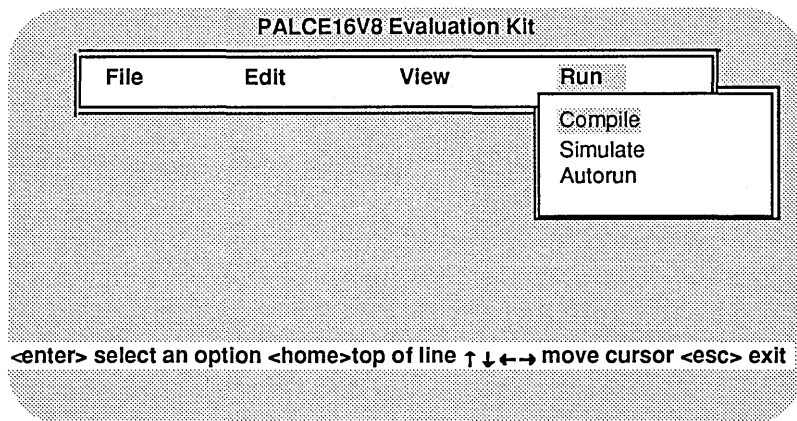 PALCE16V8 Evaluation Kit
File Edit View Run
Compile
Simulate
Autorun
<enter> select an option <home>top of line ↑↓←→ move cursor <esc> exit